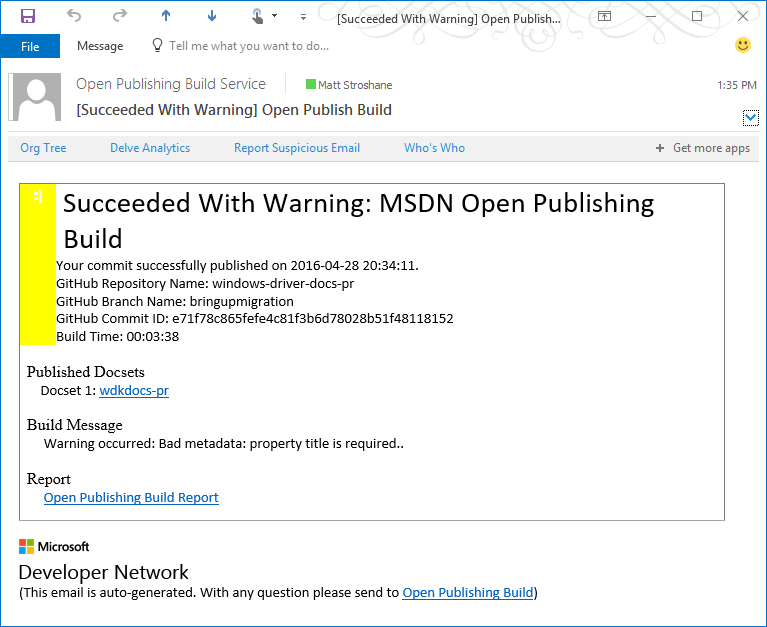 [Succeeded With Warning] Open Publish...
File Message Tell me what you want to do...
Open Publishing Build Service Matt Stroshane 1:35 PM
[Succeeded With Warning] Open Publish Build
Org Tree Delve Analytics Report Suspicious Email Who's Who + Get more apps
:|
Succeeded With Warning: MSDN Open Publishing
Build
Your commit successfully published on 2016-04-28 20:34:11.
GitHub Repository Name: windows-driver-docs-pr
GitHub Branch Name: bringupmigration
GitHub Commit ID: e71f78c865fefe4c81f3b6d78028b51f48118152
Build Time: 00:03:38
Published Docsets
Docset 1: wdkdocs-pr
Build Message
Warning occurred: Bad metadata: property title is required..
Report
Open Publishing Build Report
Microsoft
Developer Network
(This email is auto-generated. With any question please send to Open Publishing Build)